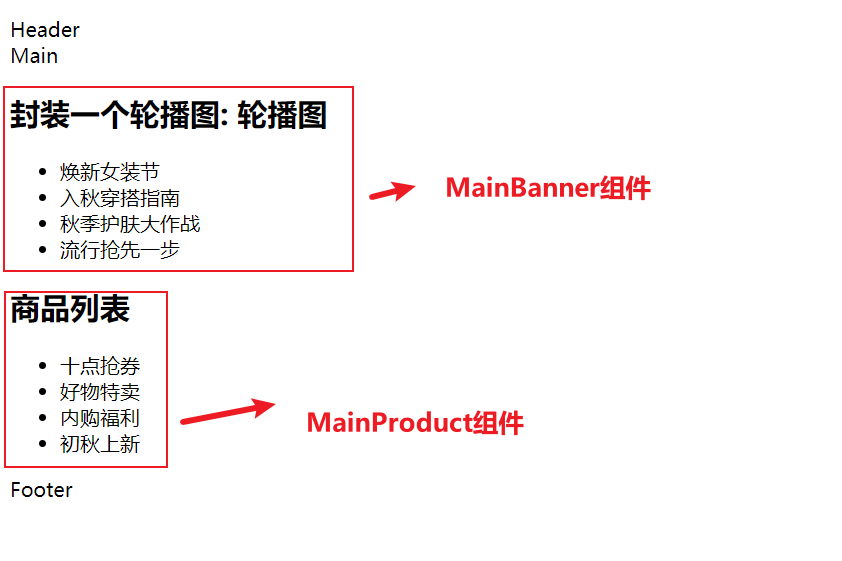 Header
Main
封装一个轮播图: 轮播图
焕新女装节
入秋穿搭指南
秋季护肤大作战
流行抢先一步
MainBanner组件
商品列表
十点抢券
好物特卖
内购福利
初秋上新
MainProduct组件
Footer